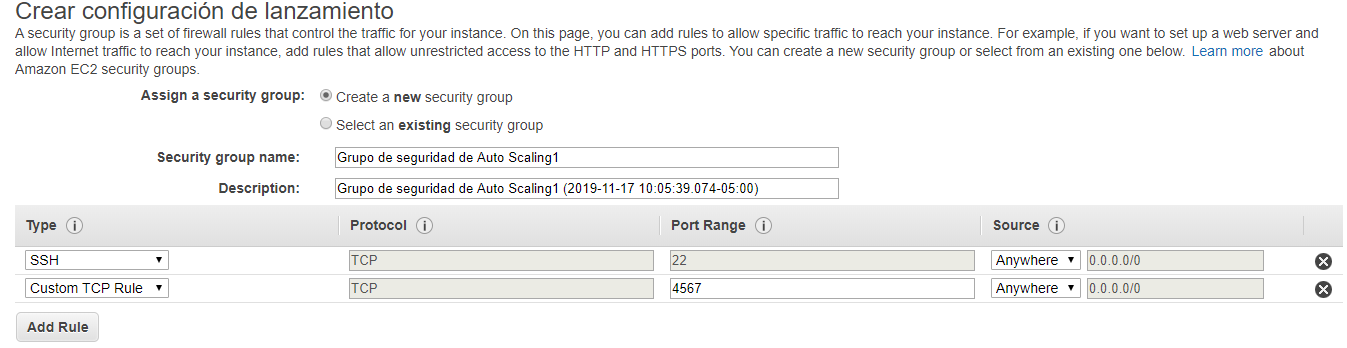 Crear configuración de lanzamiento
A security group is a set of firewall rules that control the traffic for your instance. On this page, you can add rules to allow specific traffic to reach your instance. For example, if you want to set up a web server and
allow Internet traffic to reach your instance, add rules that allow unrestricted access to the HTTP and HTTPS ports. You can create a new security group or select from an existing one below. Learn more about
Amazon EC2 security groups.
Assign a security group: Create a new security group
Select an existing security group
Security group name: Grupo de seguridad de Auto Scaling1
Description: Grupo de seguridad de Auto Scaling1 (2019-11-17 10:05:39.074-05:00)
Type i Protocol i Port Range i Source i
SSH TCP 22 Anywhere 0.0.0.0/0
Custom TCP Rule TCP 4567 Anywhere 0.0.0.0/0
Add Rule